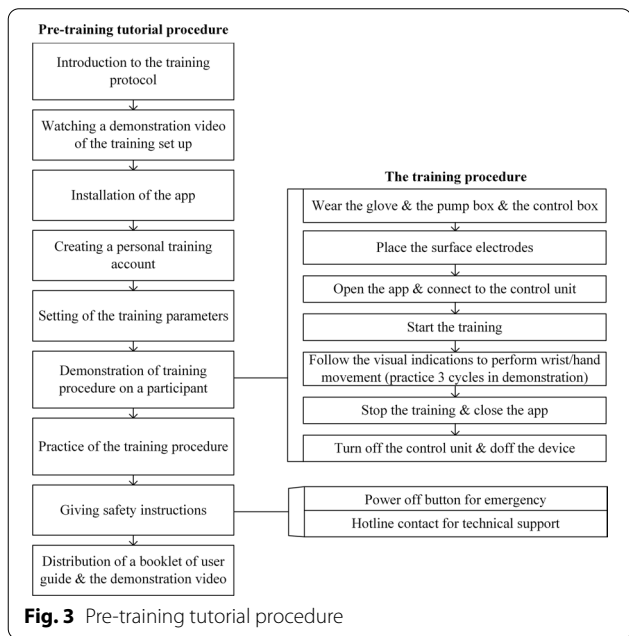 Pre-training tutorial procedure
Introduction to the training
protocol
Watching a demonstration video
of the training set up
Installation of the app
Creating a personal training
account
Setting of the training parameters
Demonstration of training
procedure on a participant
Practice of the training procedure
Giving safety instructions
Distribution of a booklet of user
guide & the demonstration video
The training procedure
Wear the glove & the pump box & the control box
Place the surface electrodes
Open the app & connect to the control unit
Start the training
Follow the visual indications to perform wrist/hand
movement (practice 3 cycles in demonstration)
Stop the training & close the app
Turn off the control unit & doff the device
Power off button for emergency
Hotline contact for technical support
Fig. 3 Pre-training tutorial procedure